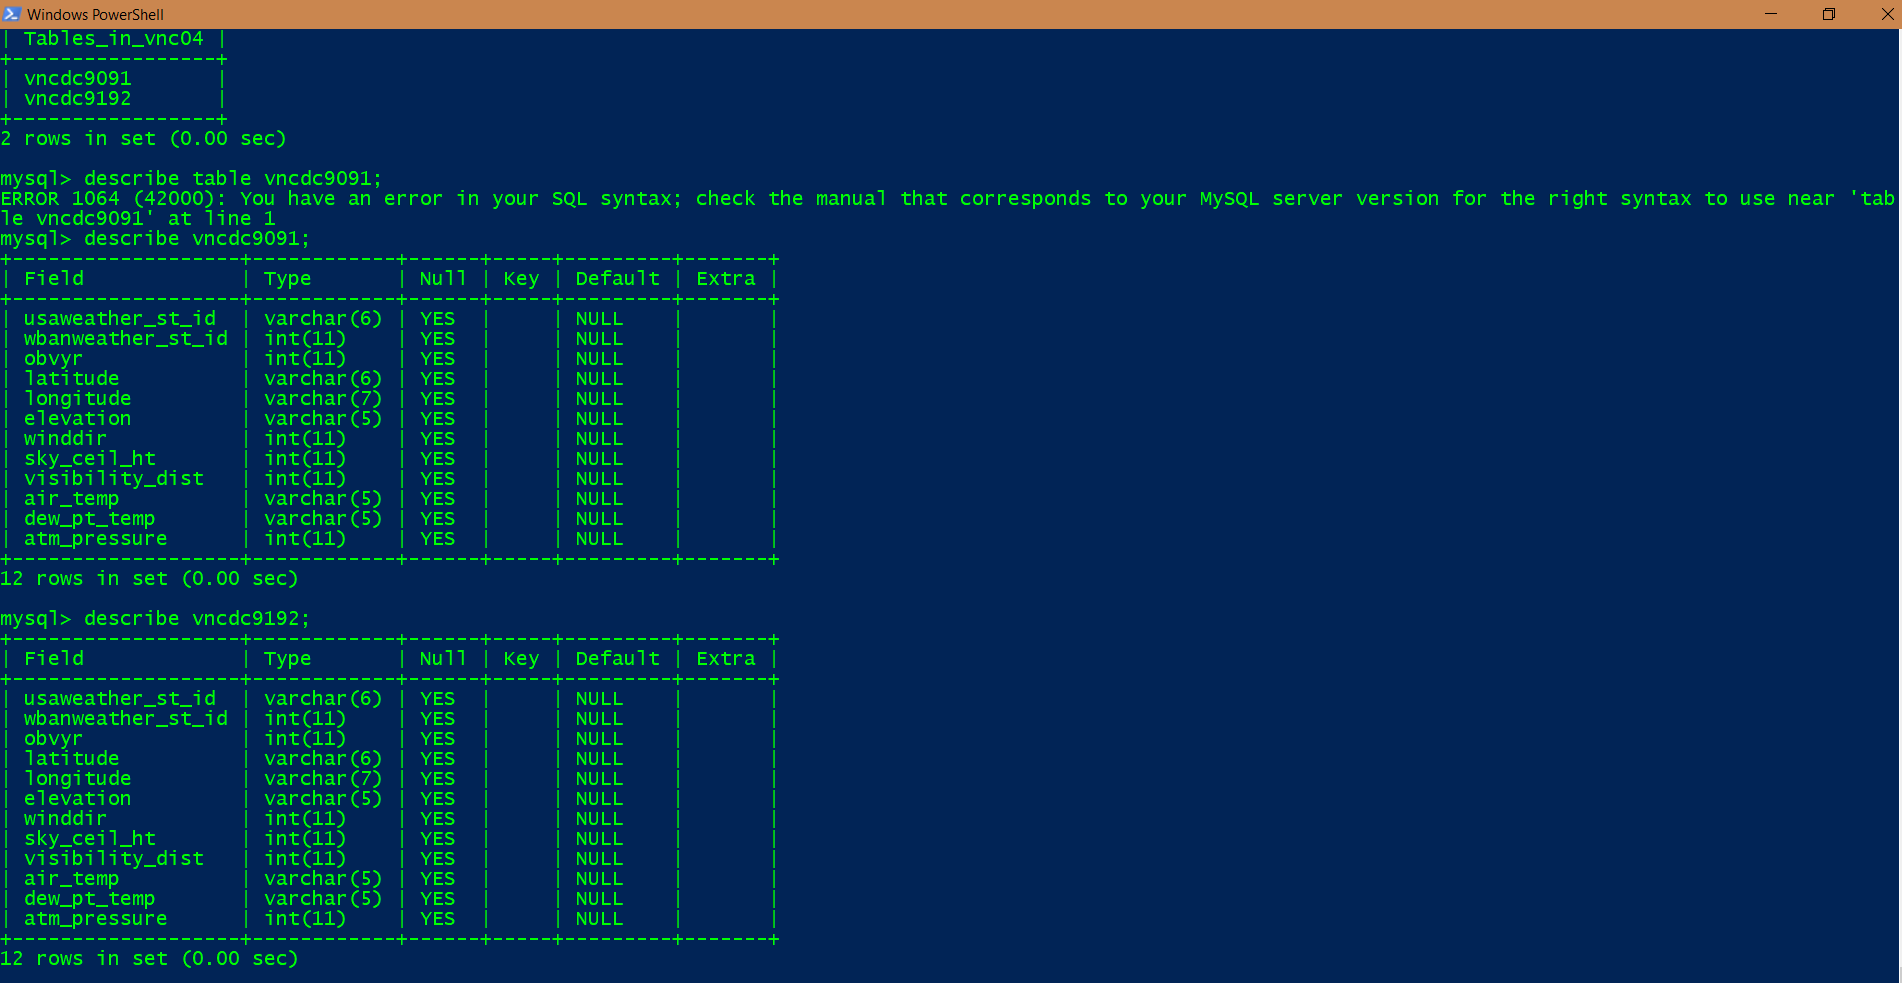 Windows PowerShell
| Tables_in_vnc04 |
+-----------------+
| vncdc9091       |
| vncdc9192       |
+-----------------+
2 rows in set (0.00 sec)

mysql> describe table vncdc9091;
ERROR 1064 (42000): You have an error in your SQL syntax; check the manual that corresponds to your MySQL server version for the right syntax to use near 'tab
le vncdc9091' at line 1
mysql> describe vncdc9091;
+-------------------+------------+------+-----+---------+-------+
| Field             | Type       | Null | Key | Default | Extra |
+-------------------+------------+------+-----+---------+-------+
| usaweather_st_id  | varchar(6) | YES  |     | NULL    |       |
| wbanweather_st_id | int(11)    | YES  |     | NULL    |       |
| obvyr             | int(11)    | YES  |     | NULL    |       |
| latitude          | varchar(6) | YES  |     | NULL    |       |
| longitude         | varchar(7) | YES  |     | NULL    |       |
| elevation         | varchar(5) | YES  |     | NULL    |       |
| winddir           | int(11)    | YES  |     | NULL    |       |
| sky_ceil_ht       | int(11)    | YES  |     | NULL    |       |
| visibility_dist   | int(11)    | YES  |     | NULL    |       |
| air_temp          | varchar(5) | YES  |     | NULL    |       |
| dew_pt_temp       | varchar(5) | YES  |     | NULL    |       |
| atm_pressure      | int(11)    | YES  |     | NULL    |       |
+-------------------+------------+------+-----+---------+-------+
12 rows in set (0.00 sec)

mysql> describe vncdc9192;
+-------------------+------------+------+-----+---------+-------+
| Field             | Type       | Null | Key | Default | Extra |
+-------------------+------------+------+-----+---------+-------+
| usaweather_st_id  | varchar(6) | YES  |     | NULL    |       |
| wbanweather_st_id | int(11)    | YES  |     | NULL    |       |
| obvyr             | int(11)    | YES  |     | NULL    |       |
| latitude          | varchar(6) | YES  |     | NULL    |       |
| longitude         | varchar(7) | YES  |     | NULL    |       |
| elevation         | varchar(5) | YES  |     | NULL    |       |
| winddir           | int(11)    | YES  |     | NULL    |       |
| sky_ceil_ht       | int(11)    | YES  |     | NULL    |       |
| visibility_dist   | int(11)    | YES  |     | NULL    |       |
| air_temp          | varchar(5) | YES  |     | NULL    |       |
| dew_pt_temp       | varchar(5) | YES  |     | NULL    |       |
| atm_pressure      | int(11)    | YES  |     | NULL    |       |
+-------------------+------------+------+-----+---------+-------+
12 rows in set (0.00 sec)